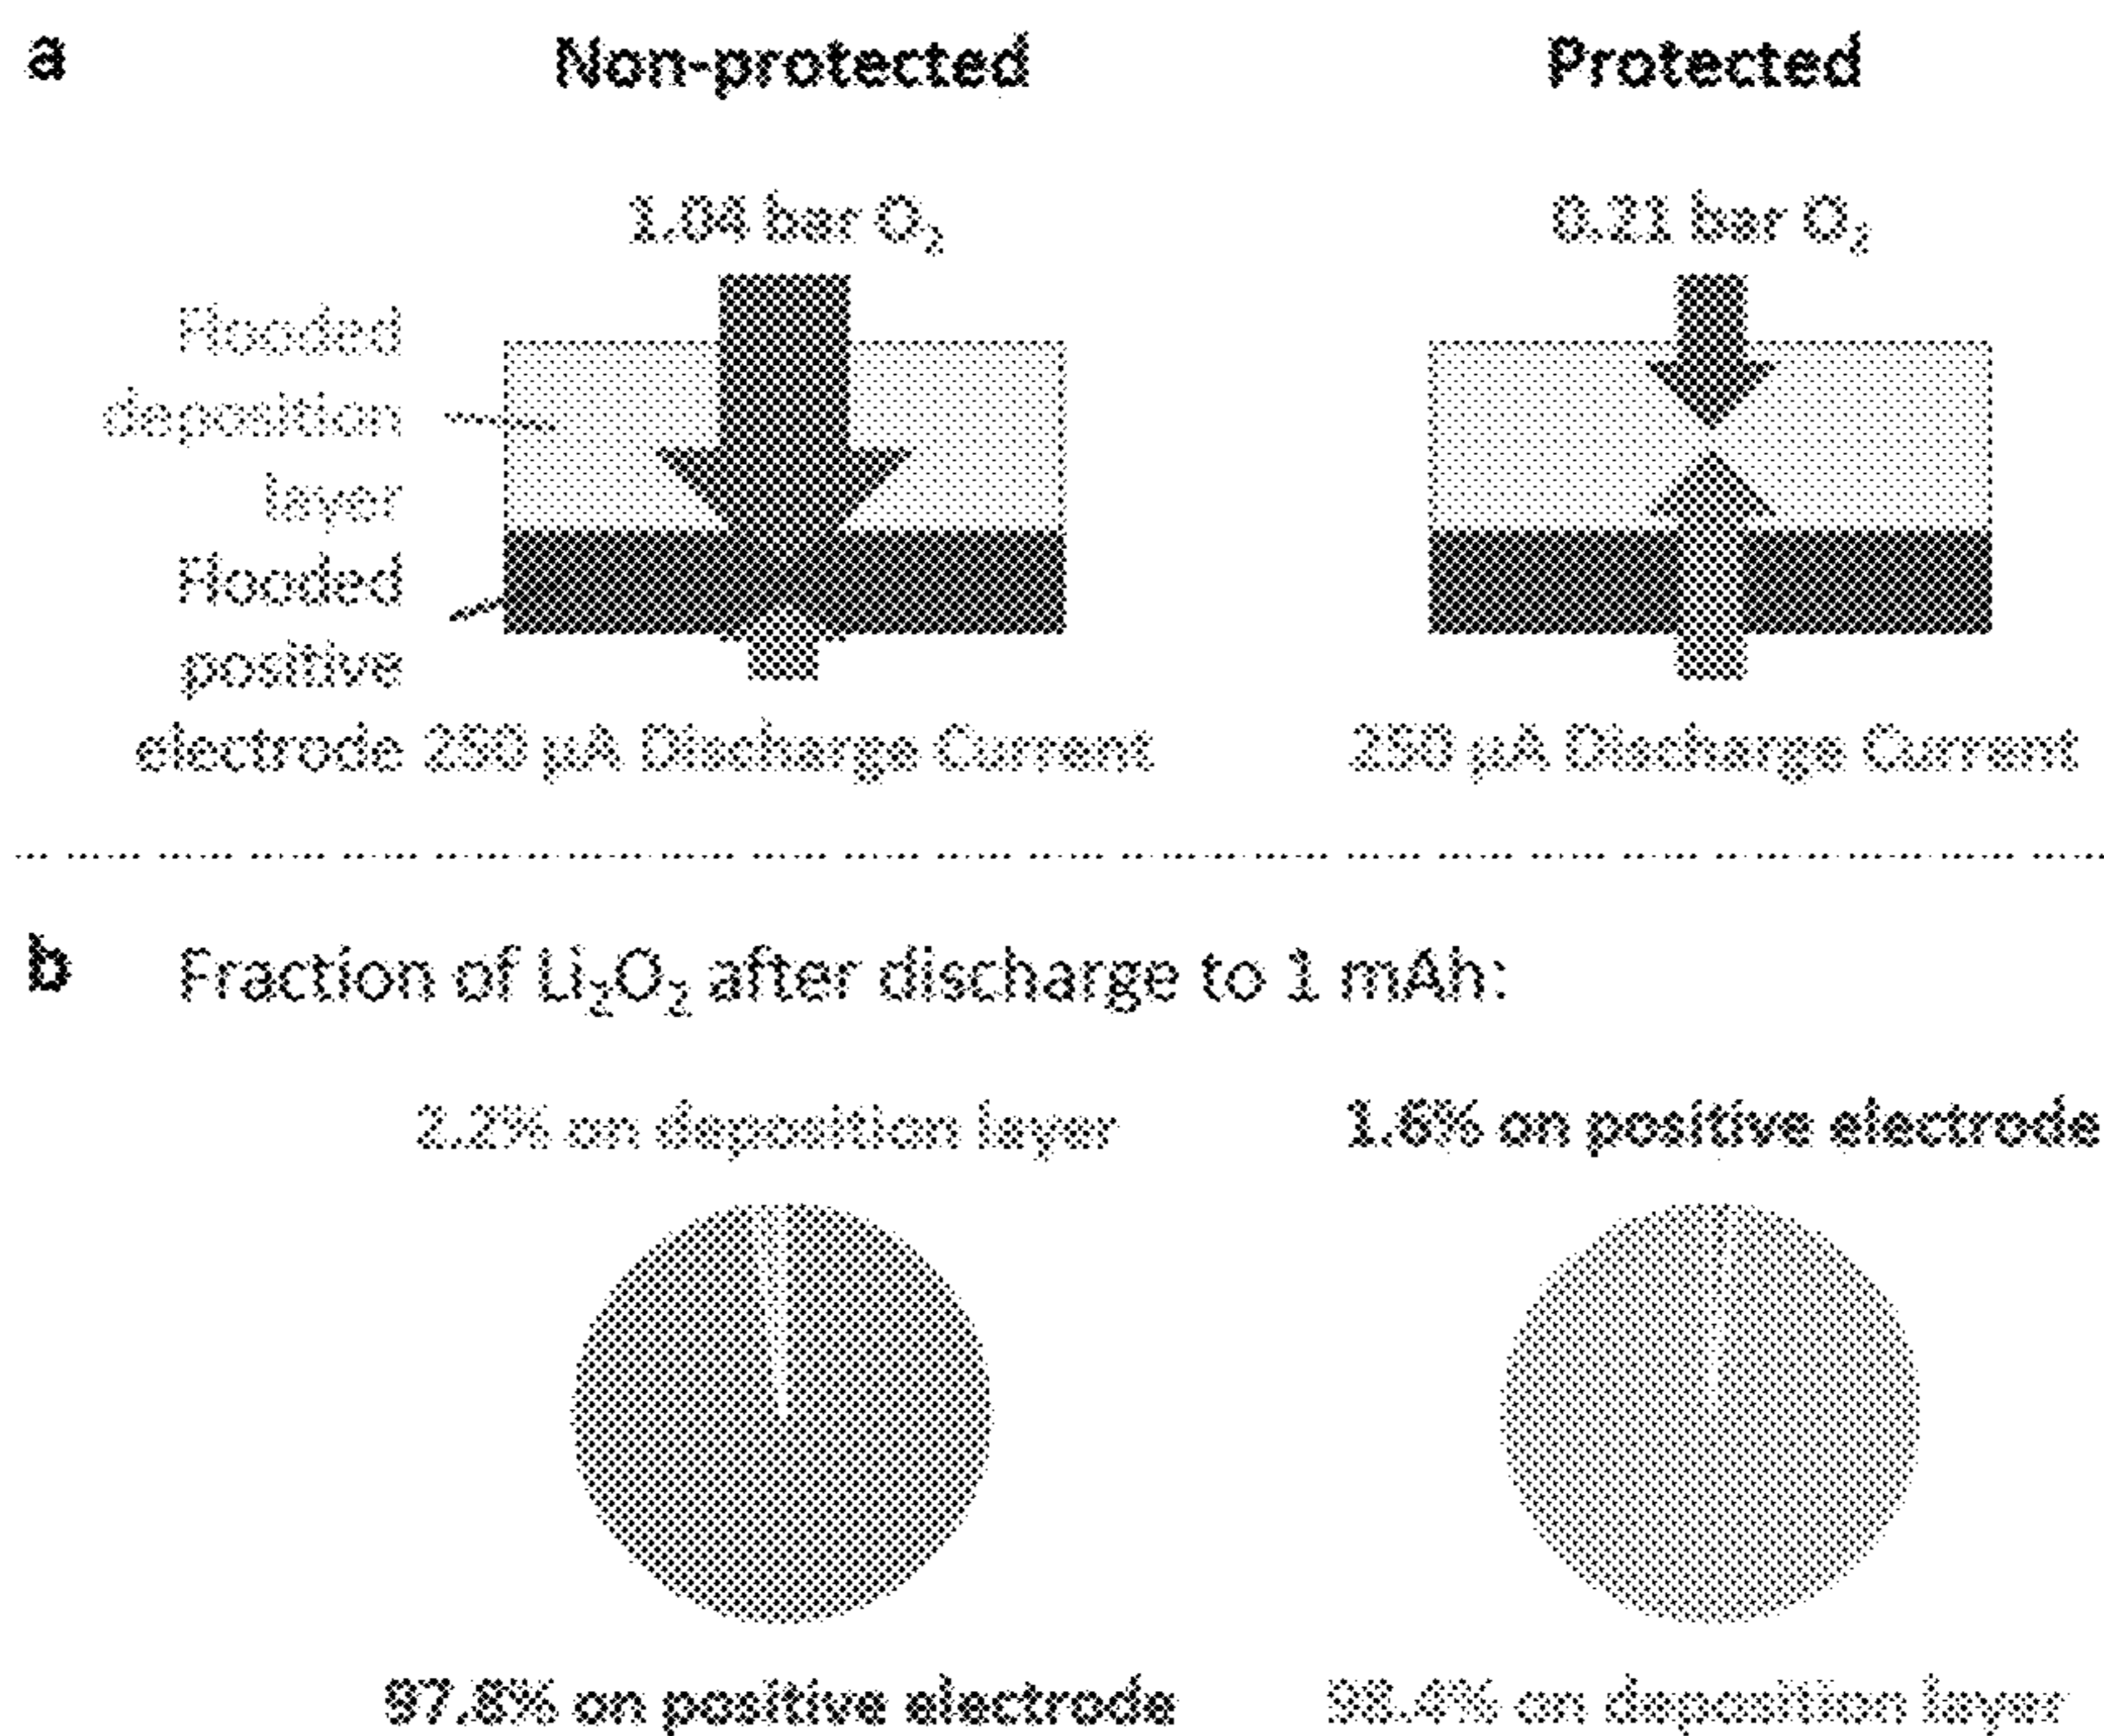 a
Non-protected
Protected
1.04 bar O₂
0.21 bar O₂
Flooded
deposition
layer
Flooded
positive
electrode
250 µA Discharge Current
250 µA Discharge Current
b
Fraction of Li₂O₂ after discharge to 1 mAh:
2.2% on deposition layer
1.6% on positive electrode
97.8% on positive electrode
98.4% on deposition layer